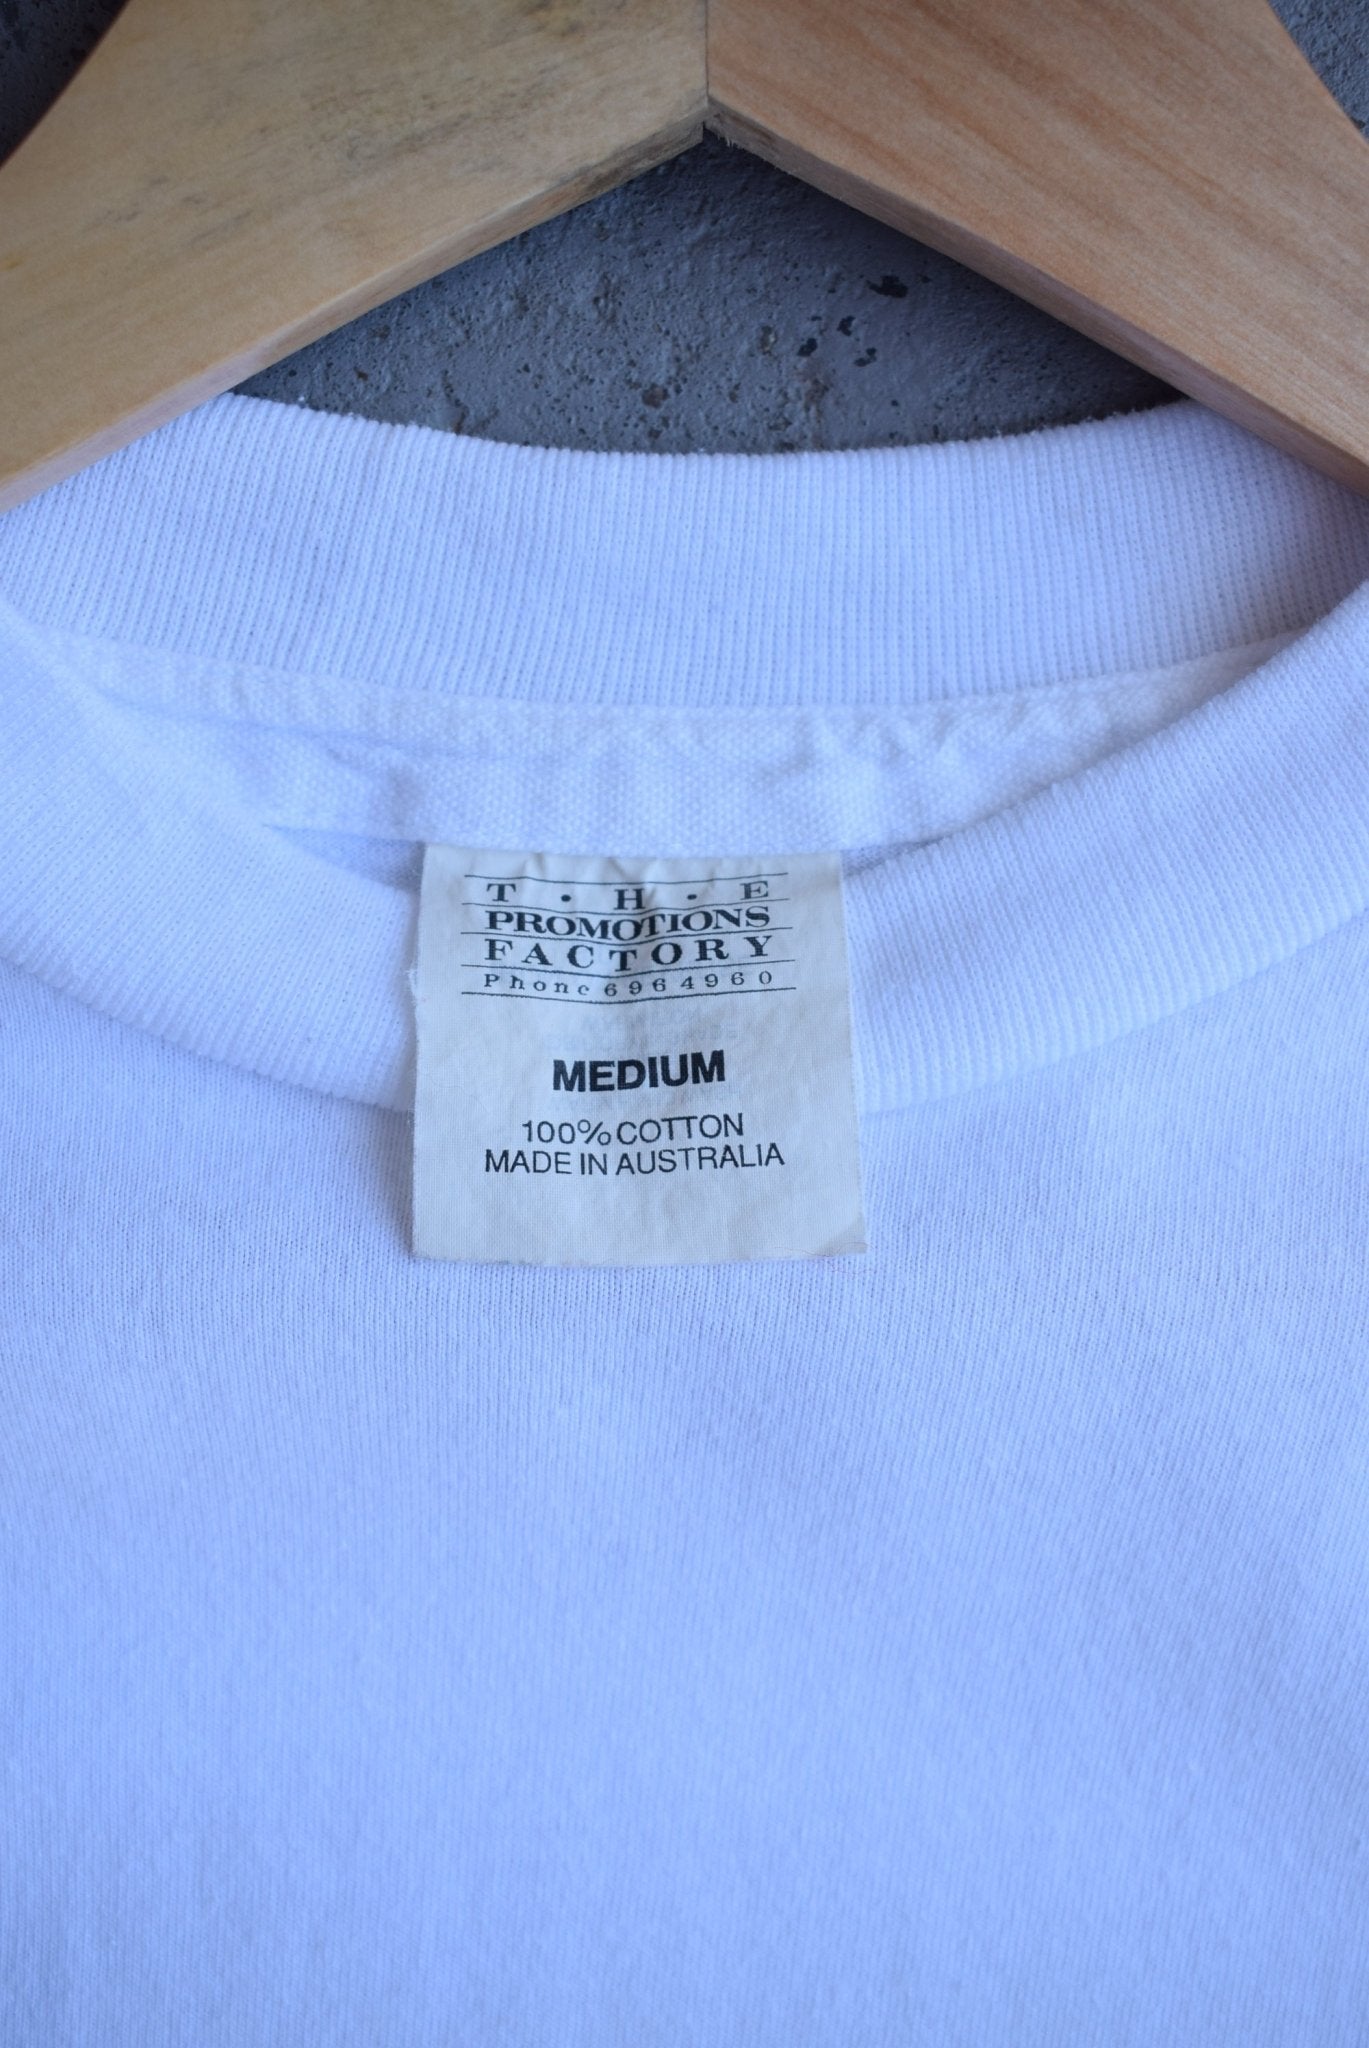 T·H·E
PROMOTIONS
FACTORY
Phone 6964960
MEDIUM
100% COTTON
MADE IN AUSTRALIA